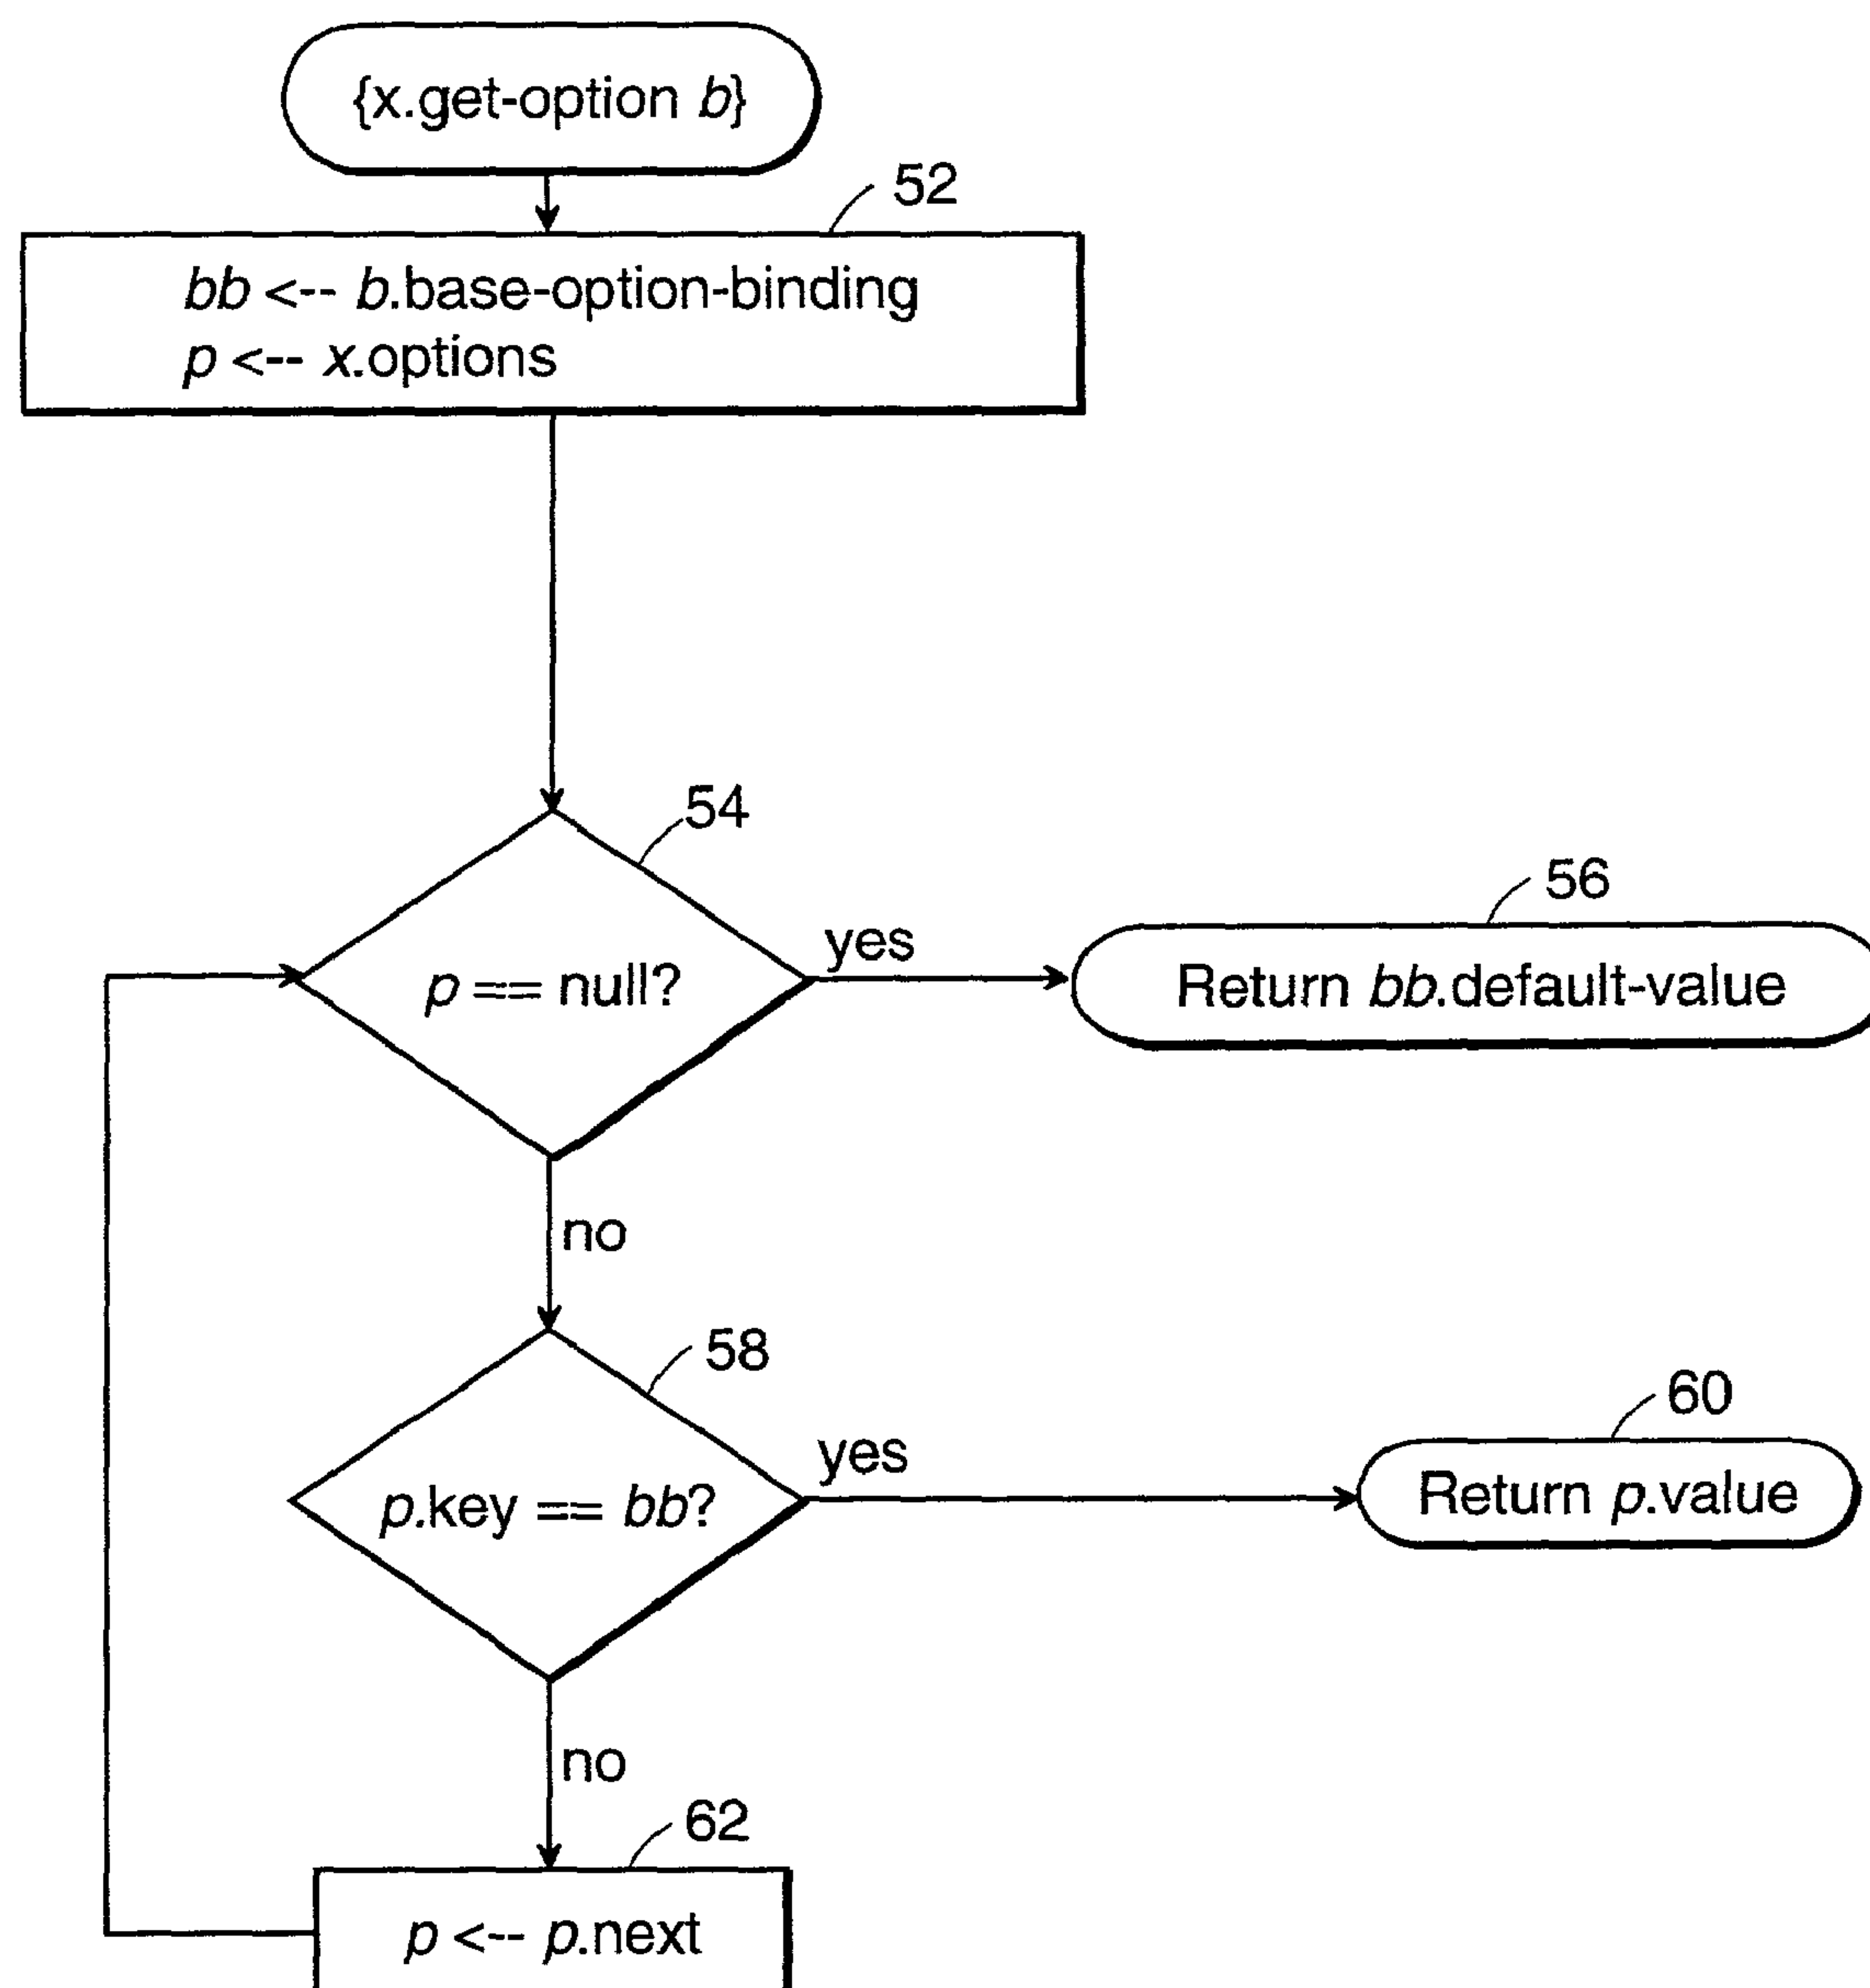 {x.get-option b}
52
bb <-- b.base-option-binding
p <-- x.options
54
p == null?
yes
56
Return bb.default-value
no
58
p.key == bb?
yes
60
Return p.value
no
62
p <-- p.next